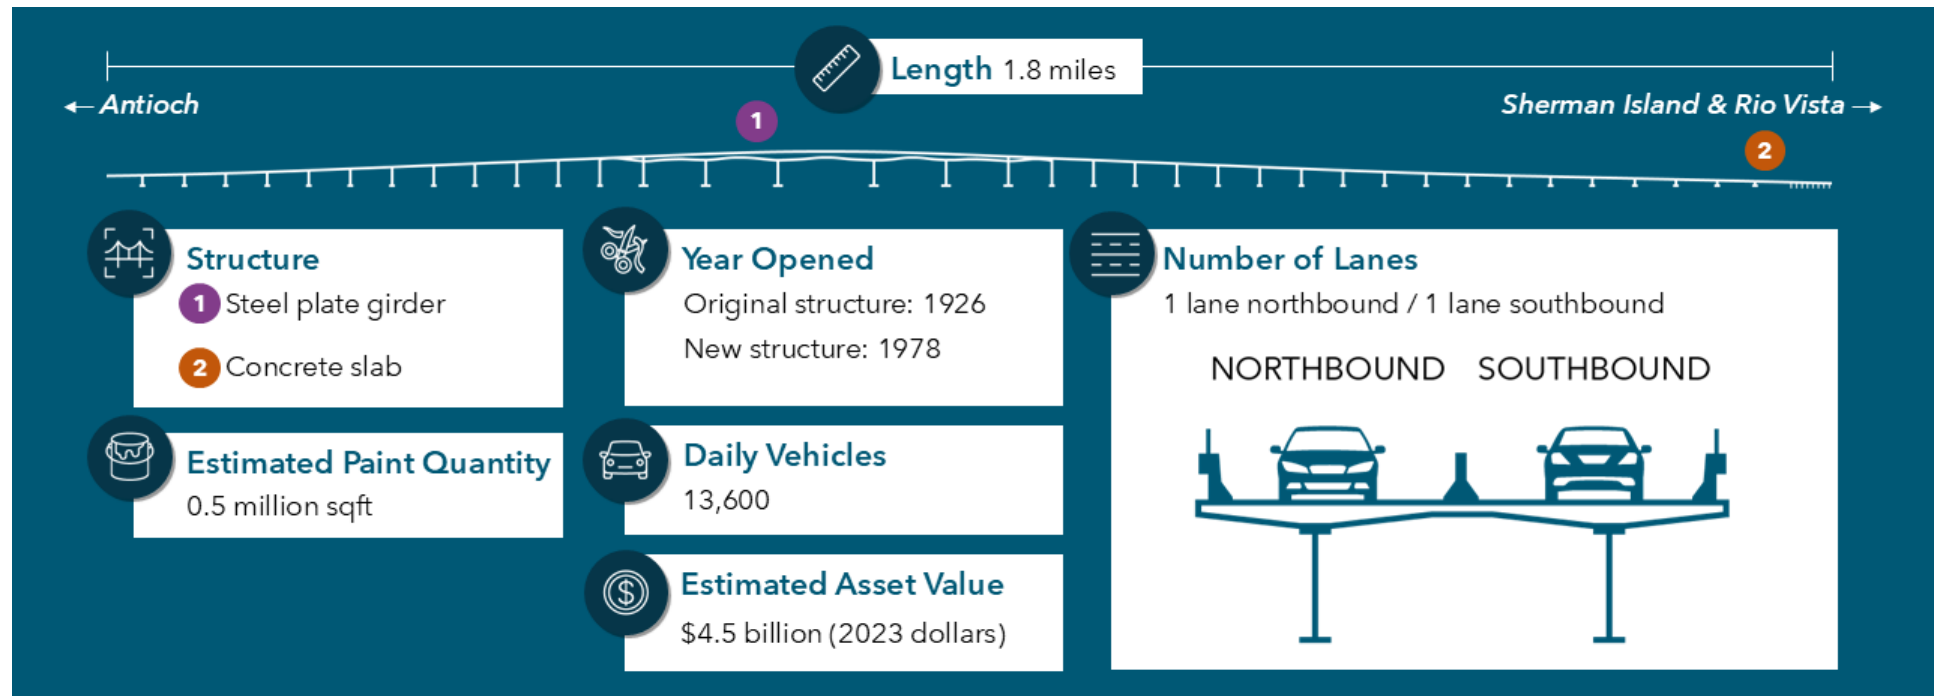 Length 1.8 miles
← Antioch
Sherman Island & Rio Vista →
1
2
Structure
1 Steel plate girder
2 Concrete slab
Estimated Paint Quantity
0.5 million sqft
Year Opened
Original structure: 1926
New structure: 1978
Daily Vehicles
13,600
$
Estimated Asset Value
$4.5 billion (2023 dollars)
Number of Lanes
1 lane northbound / 1 lane southbound
NORTHBOUND SOUTHBOUND